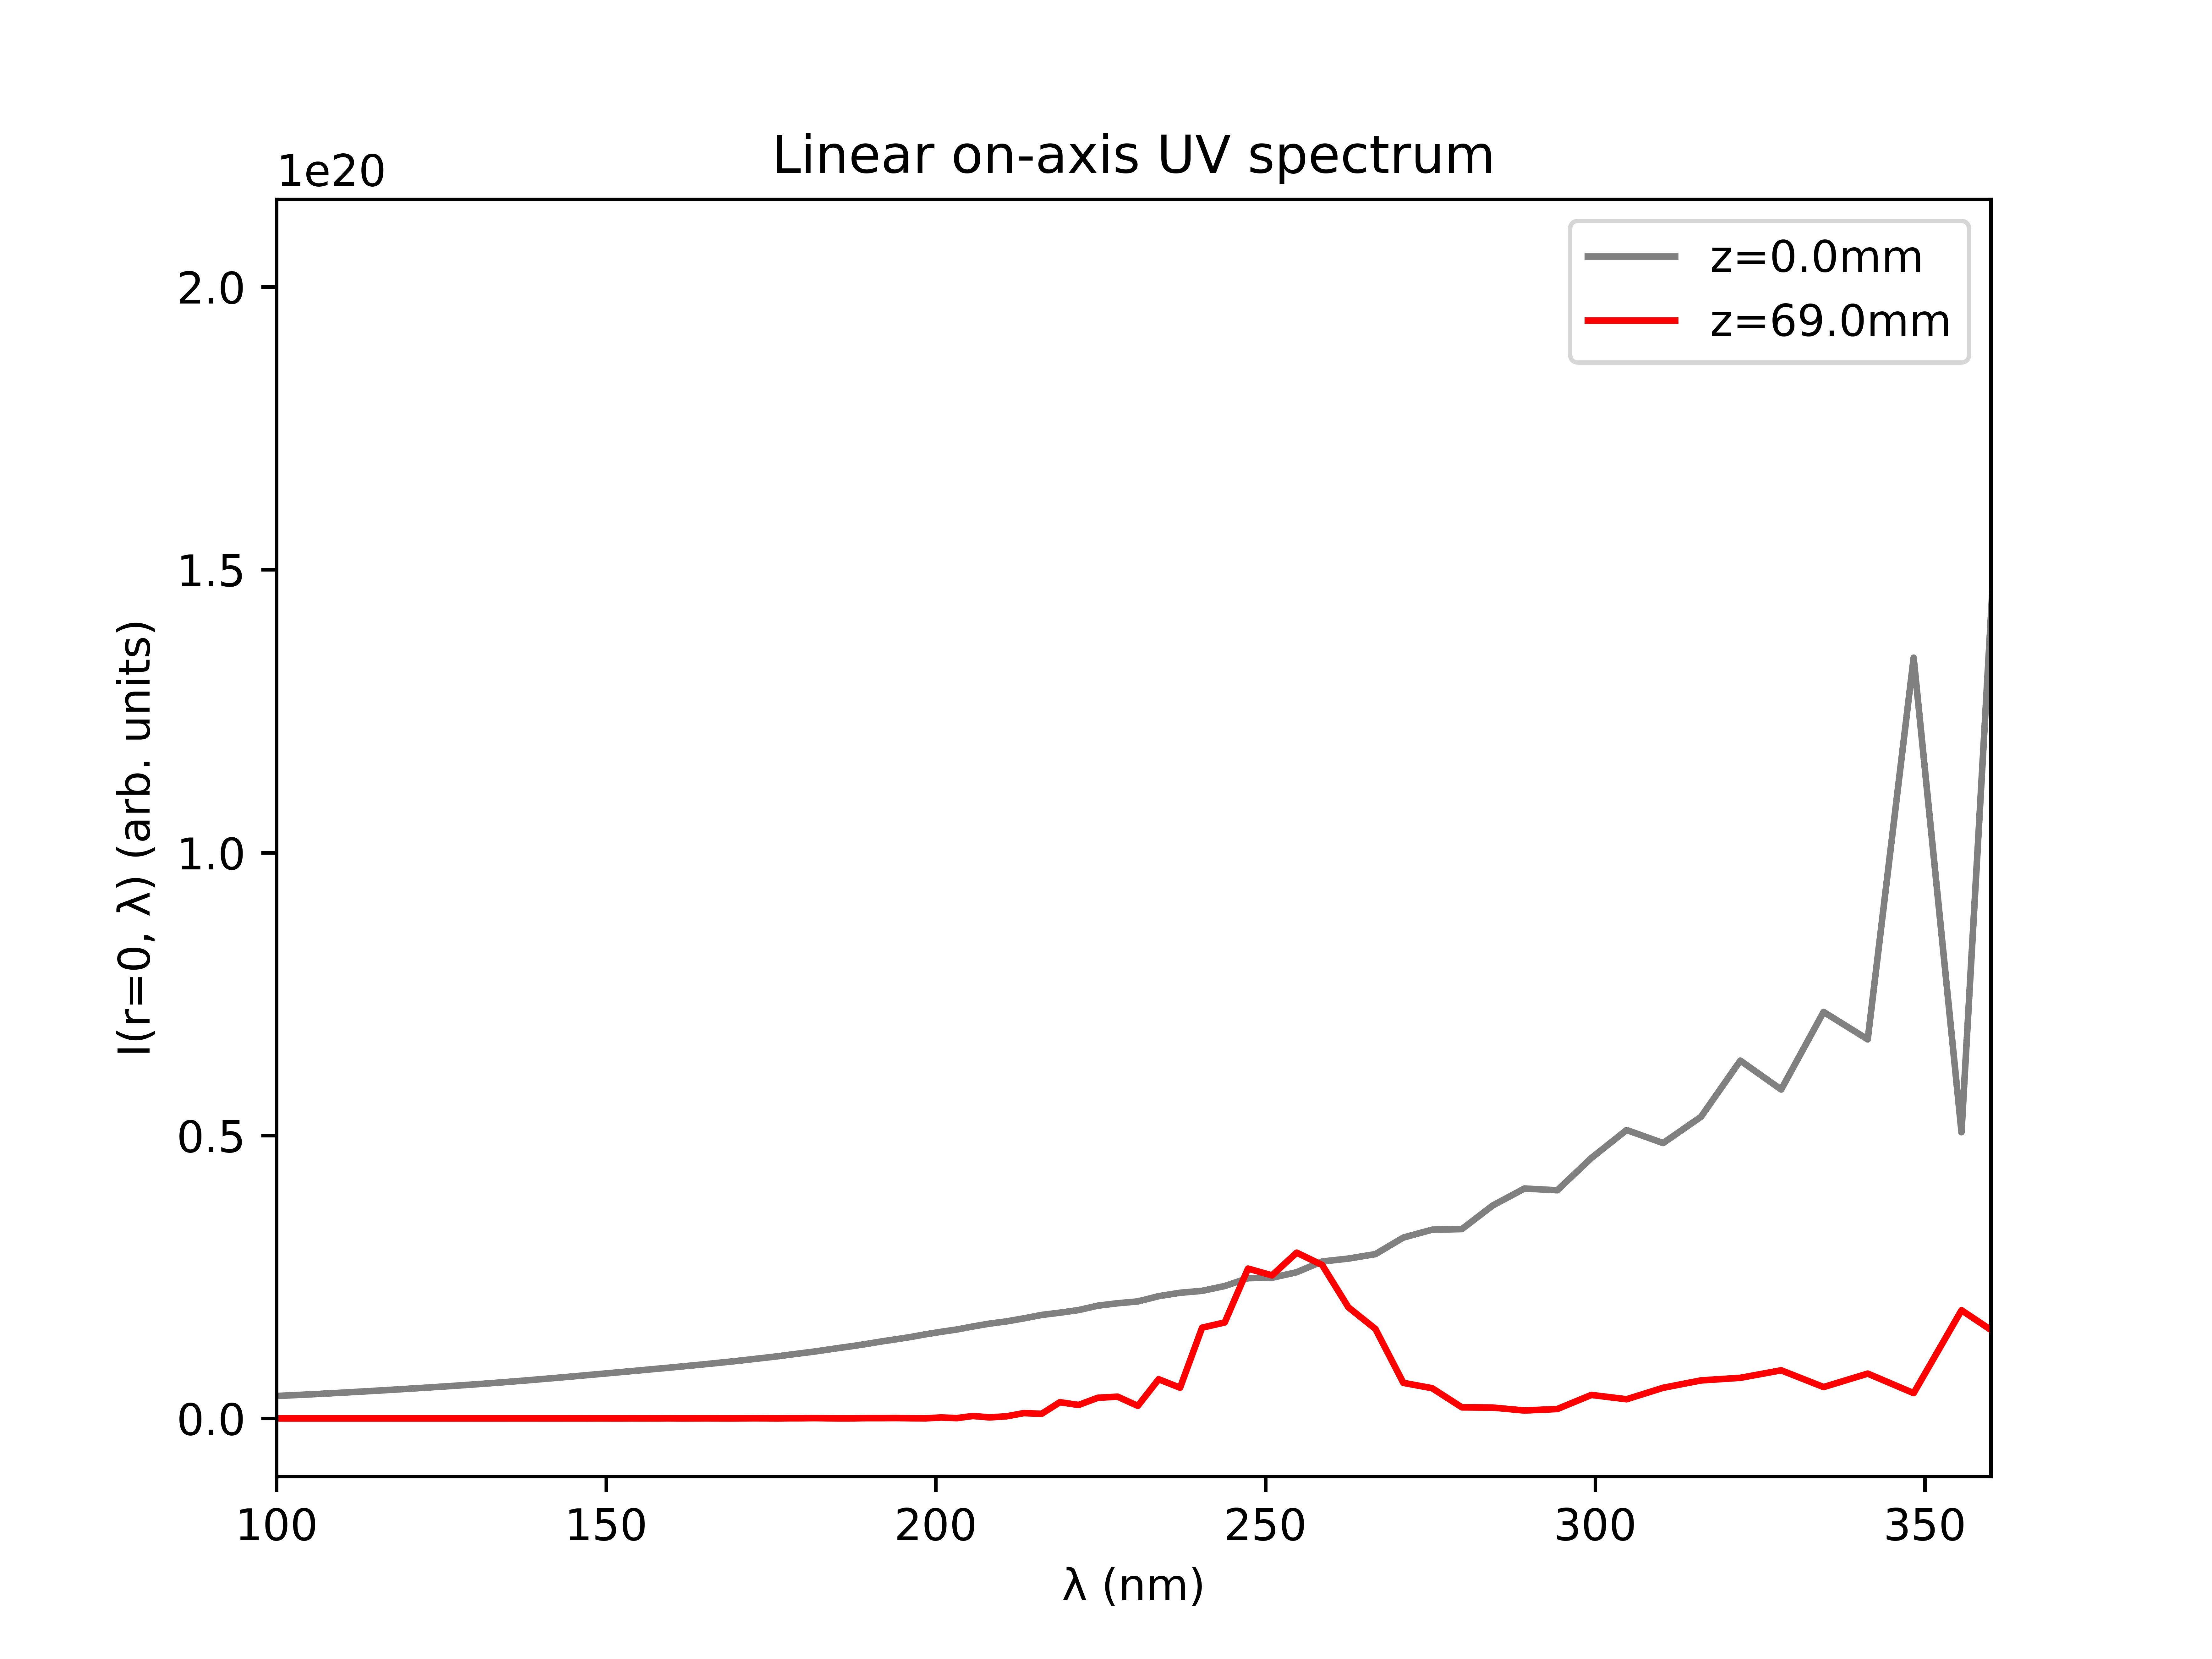 Linear on-axis UV spectrum
1e20
z=0.0mm
z=69.0mm
2.0
1.5
1.0
0.5
0.0
I(r=0, λ) (arb. units)
100 150 200 250 300 350
λ (nm)